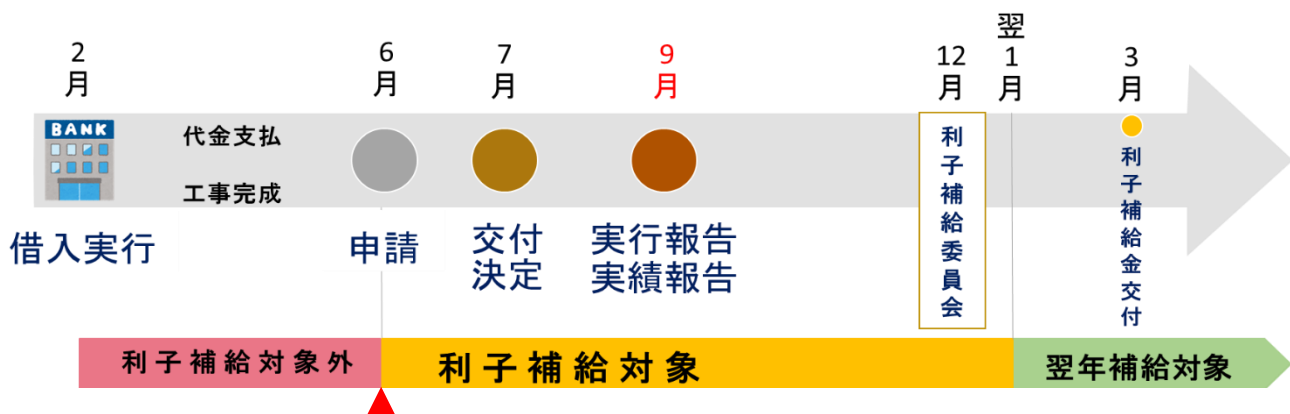 2月
6月
7月
9月
12月
翌1月
3月
BANK
代金支払
工事完成
借入実行
申請
交付
決定
実行報告
実績報告
利子補給委員会
利子補給金交付
利子補給対象外
利子補給対象
翌年補給対象